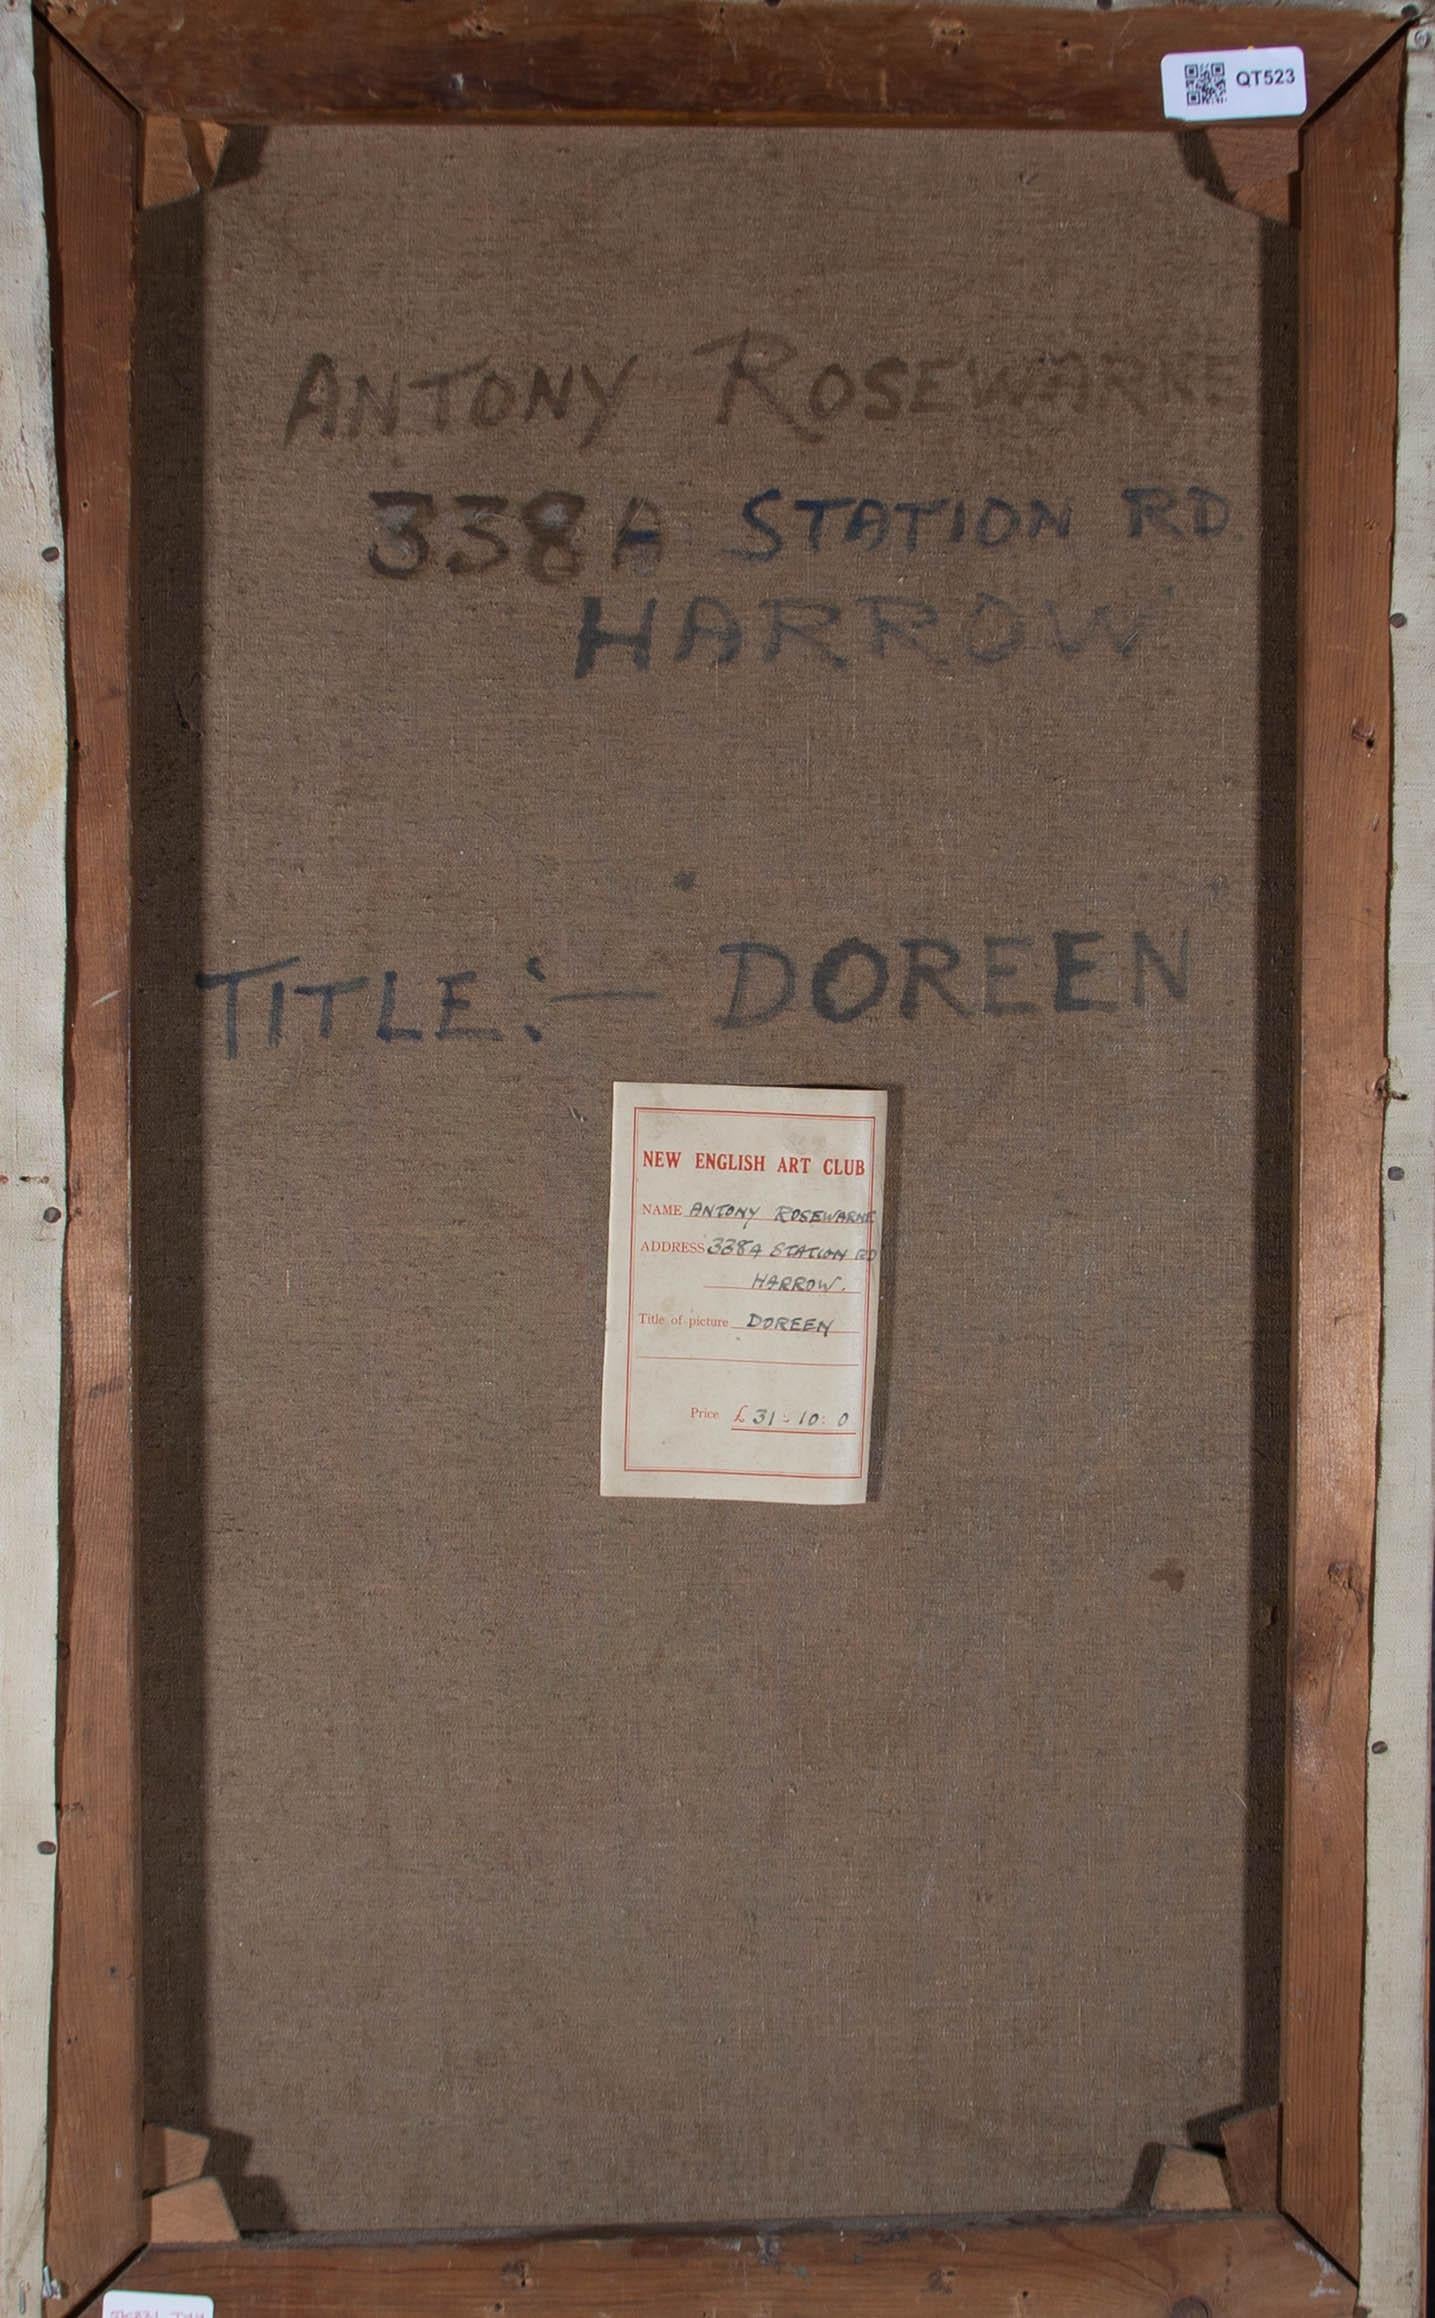 QT523
ANTONY ROSEWARNE
338A STATION RD.
HARROW
TITLE:— DOREEN
NEW ENGLISH ART CLUB
NAME ANTONY ROSEWARNE
ADDRESS 338A STATION RD
HARROW.
Title of picture DOREEN
Price £31:10:0